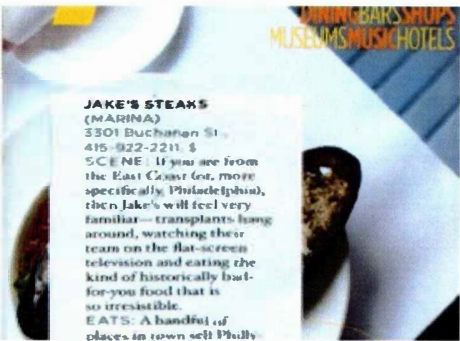 DININGBARSSHOPS
MUSEUMSMUSICHOTELS
JAKE'S STEAKS
(MARINA)
3301 Buchanan St.,
415-922-2211. $
SCENE: If you are from
the East Coast (or, more
specifically, Philadelphia),
then Jake's will feel very
familiar—transplants hang
around, watching their
team on the flat-screen
television and eating the
kind of historically bad-
for-you food that is
so irresistible.
EATS: A handful of
places in town sell Philly